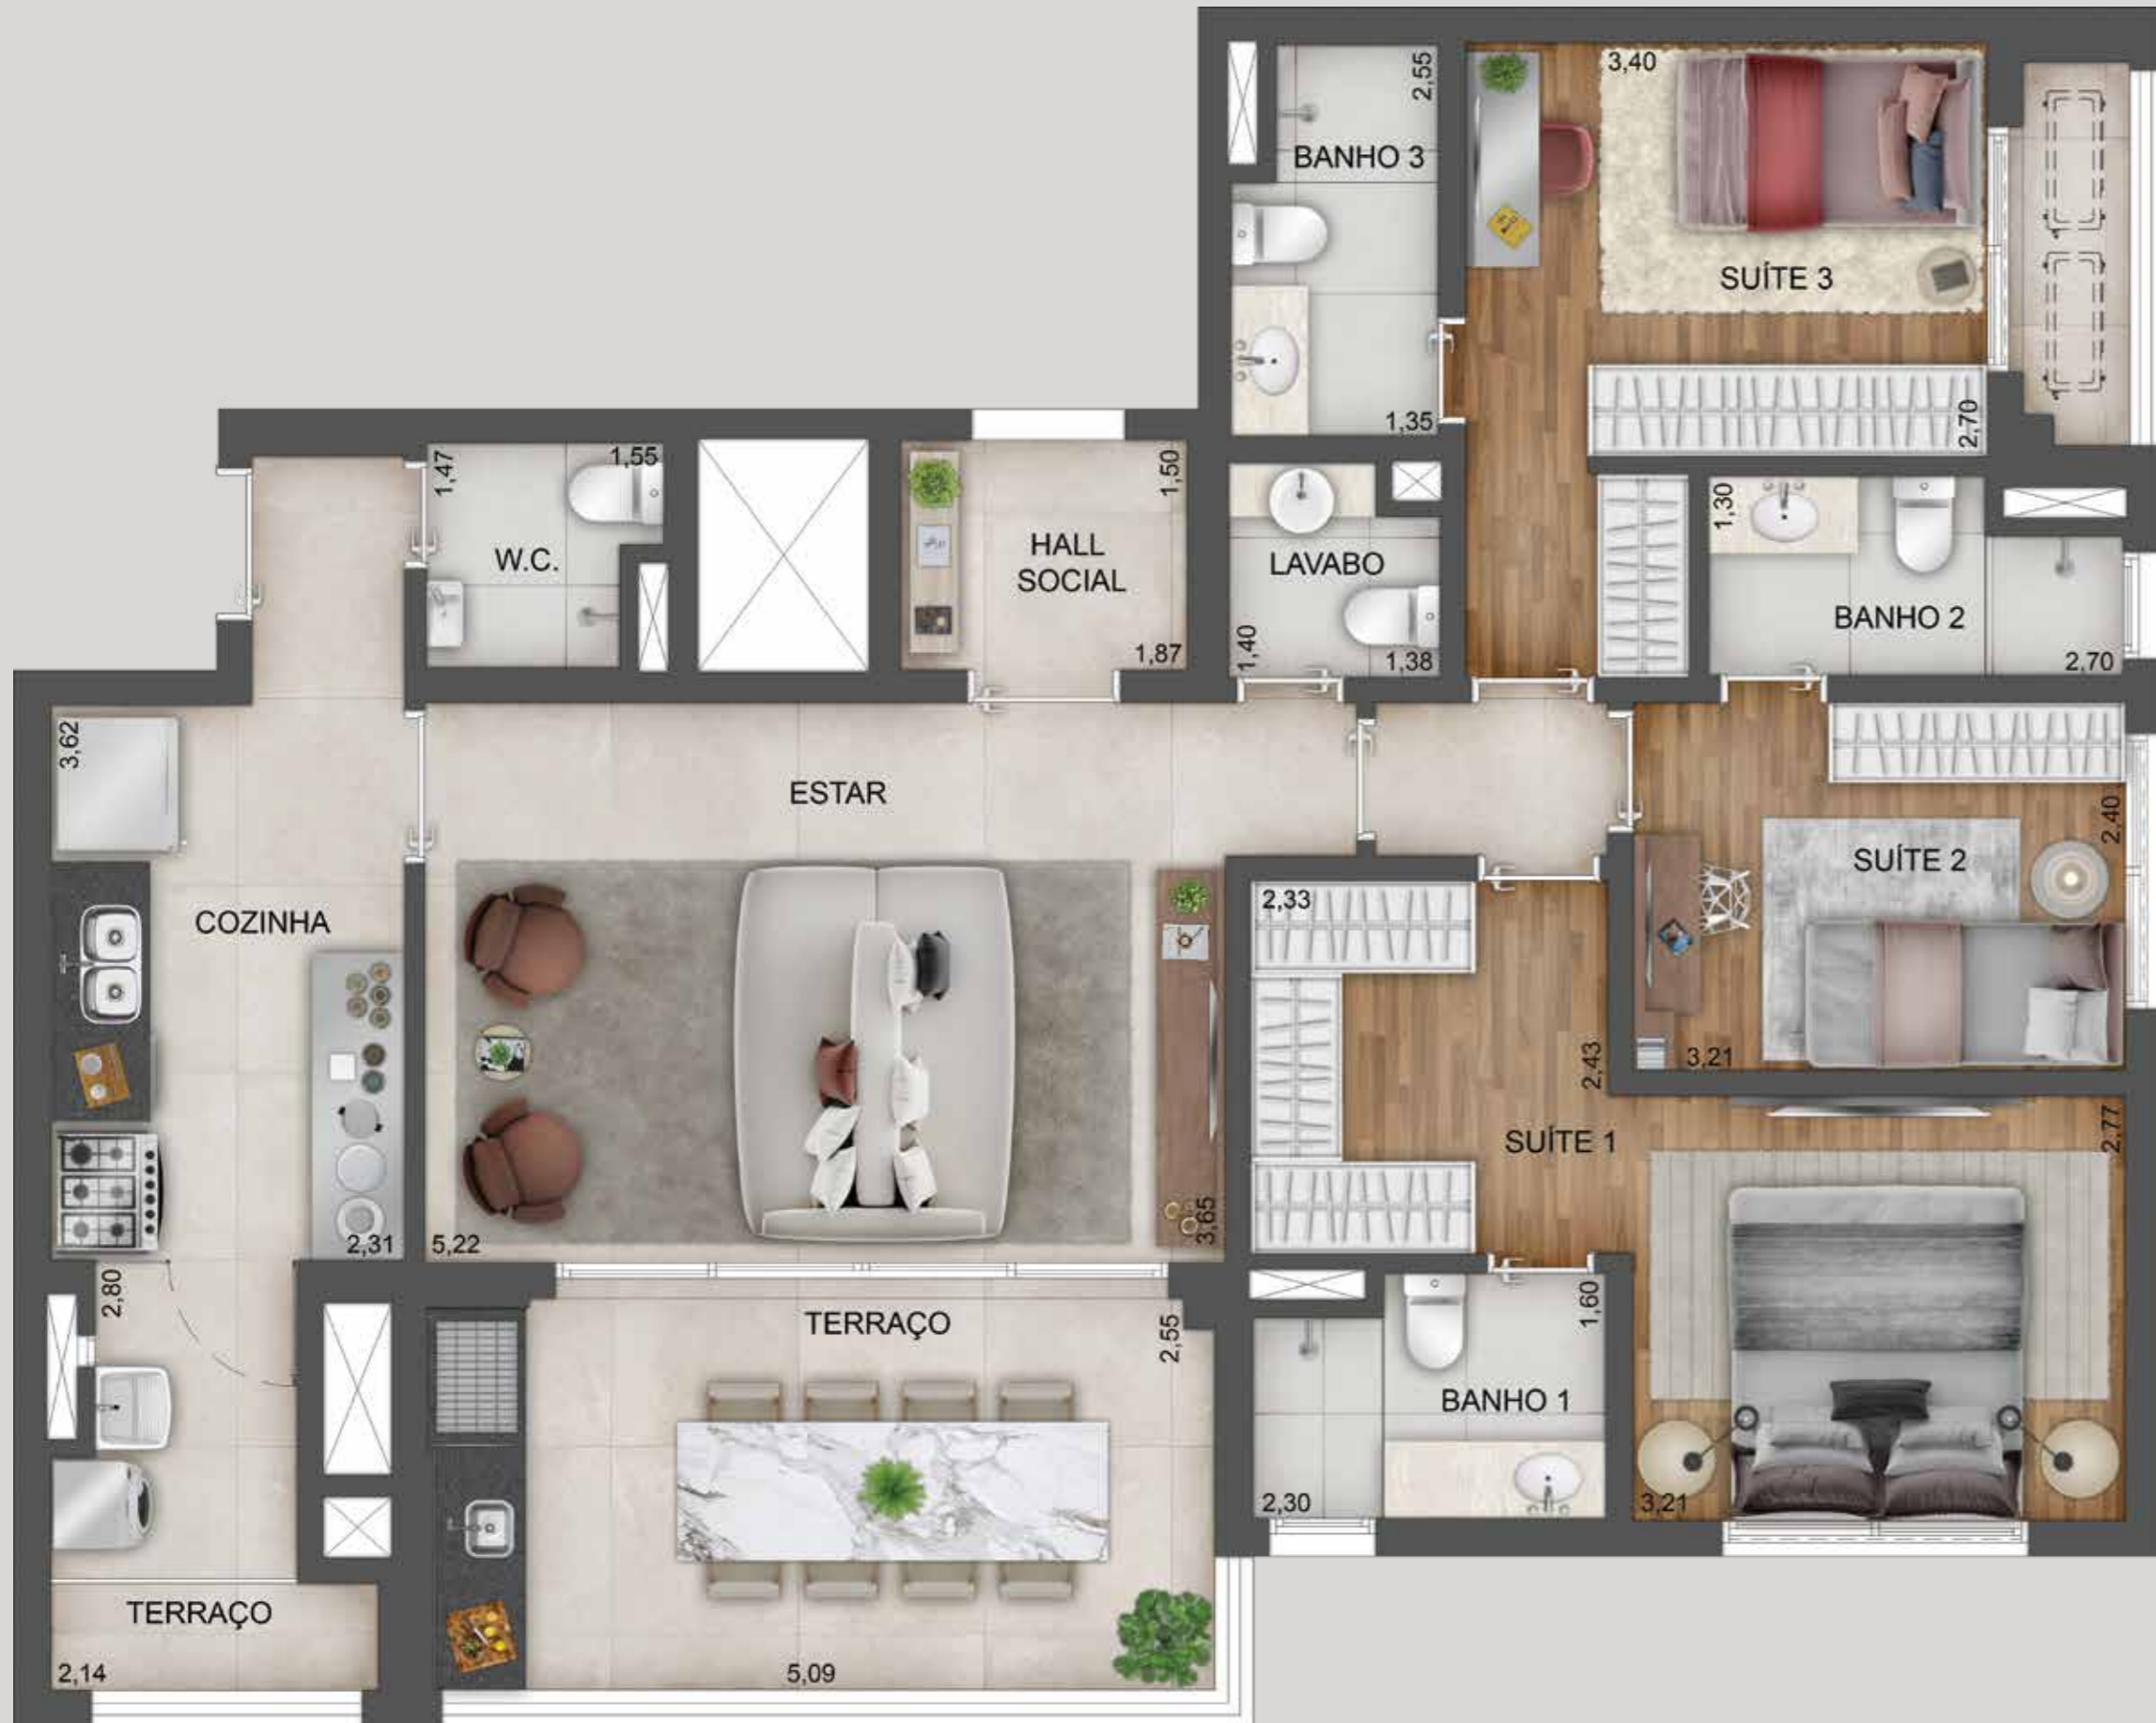 2,55
3,40
BANHO 3
SUÍTE 3
1,35
2,70
1,47
1,55
1,50
W.C.
HALL
SOCIAL
1,87
LAVABO
1,40
1,38
1,30
BANHO 2
2,70
3,62
ESTAR
2,40
SUÍTE 2
COZINHA
2,33
3,21
2,43
SUÍTE 1
2,77
2,31
5,22
3,65
2,80
TERRAÇO
2,55
1,60
BANHO 1
2,30
3,21
TERRAÇO
2,14
5,09